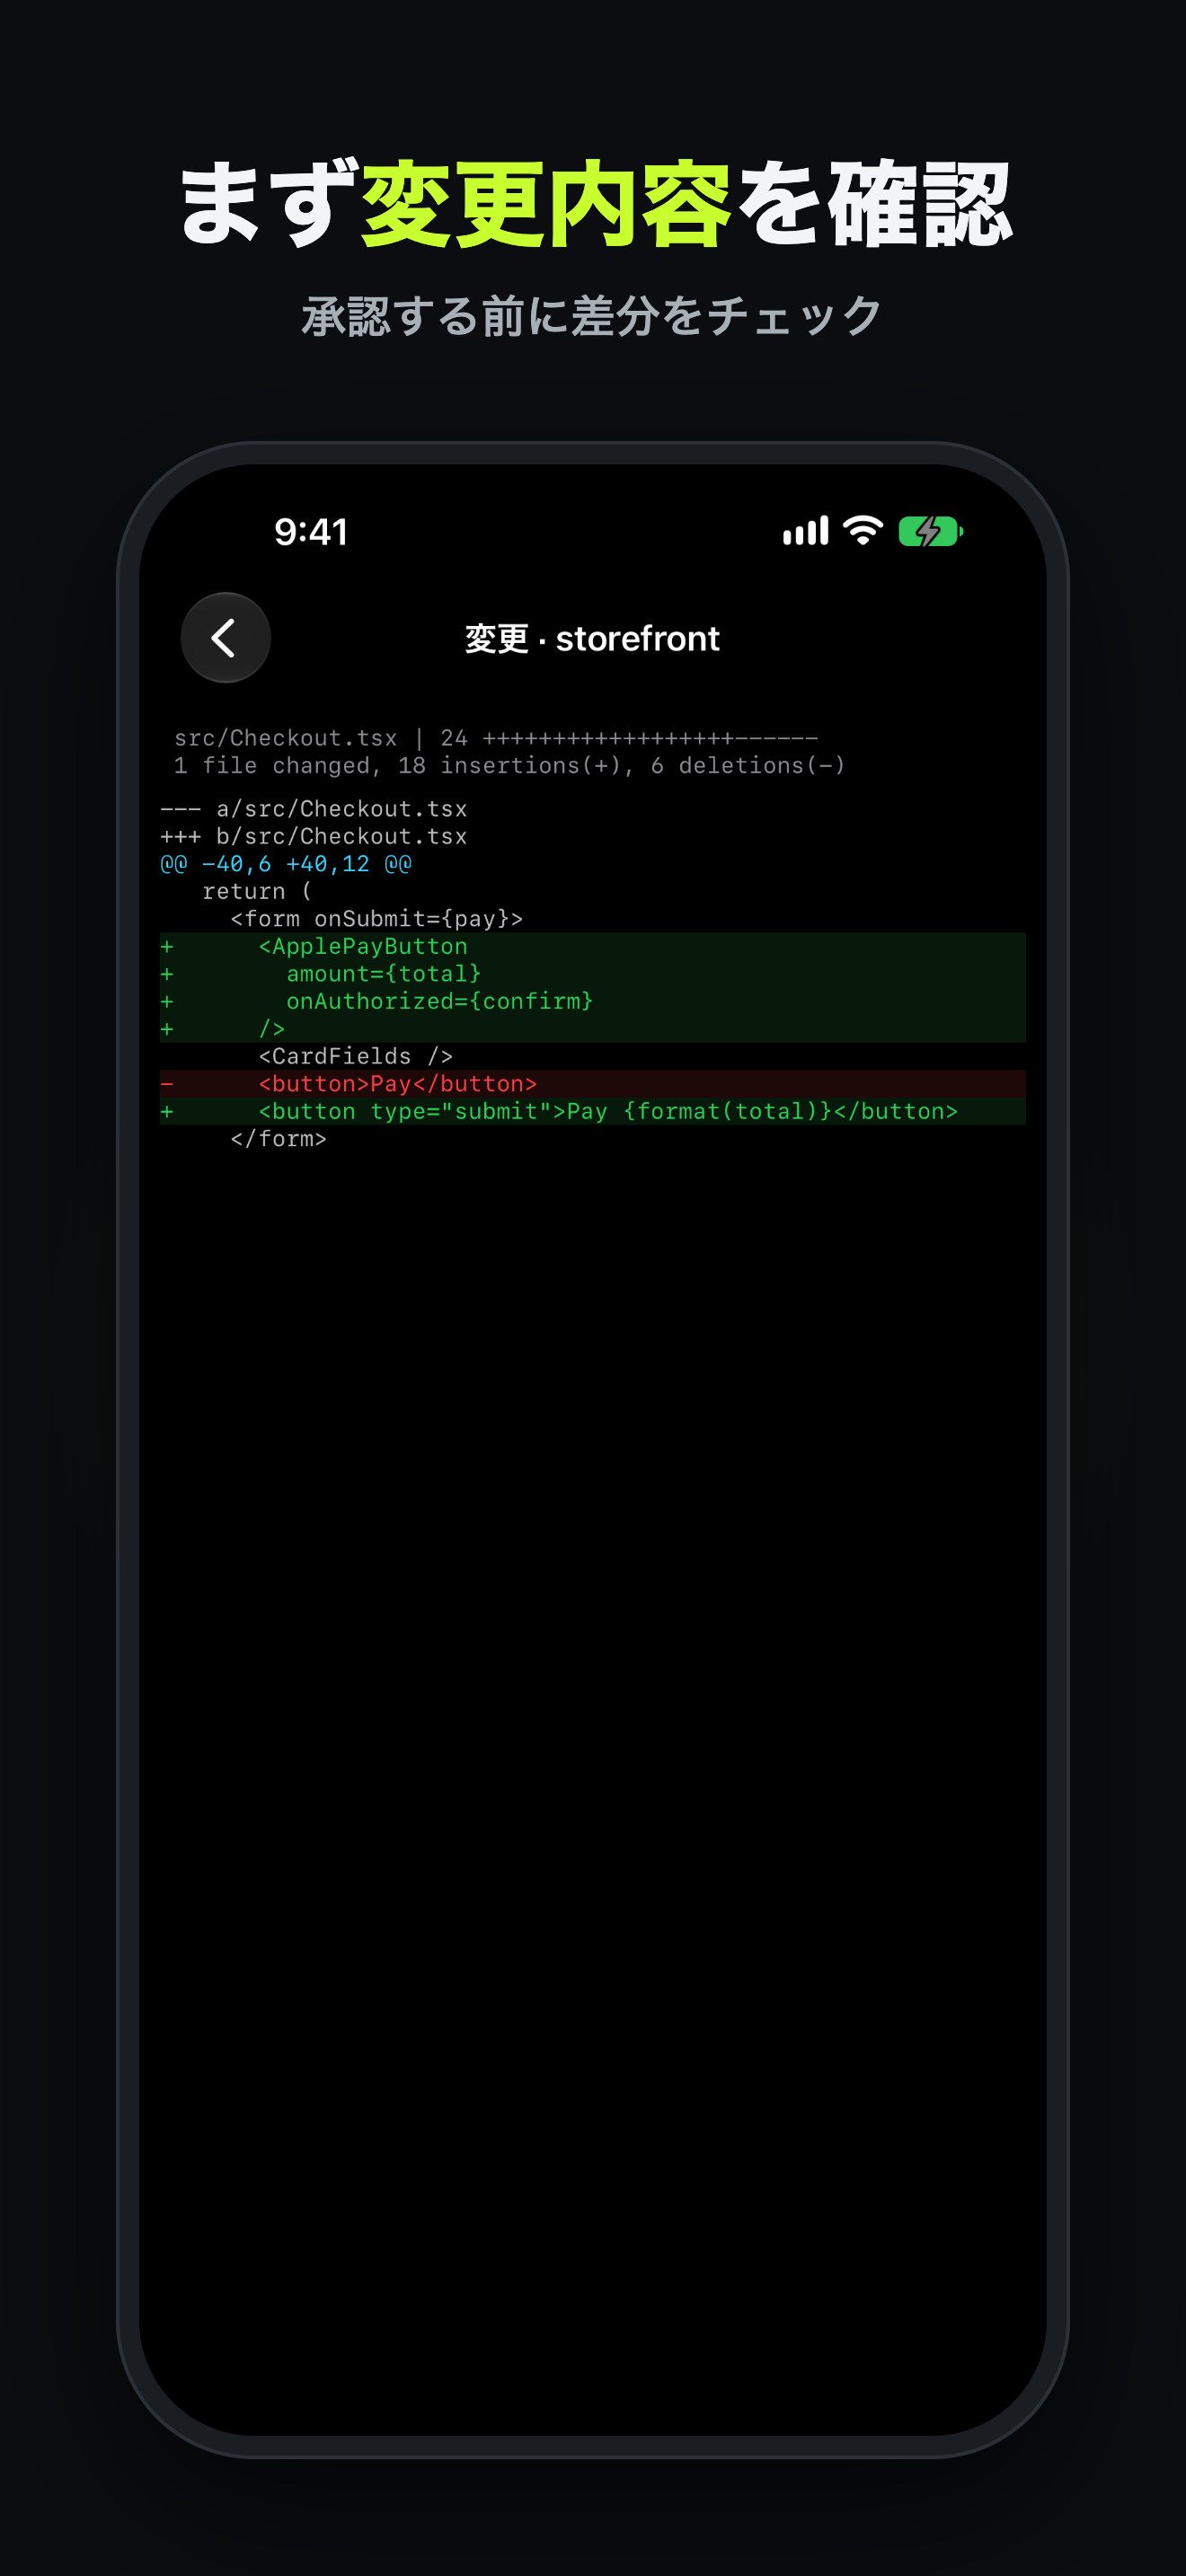 まず変更内容を確認
承認する前に差分をチェック
9:41
変更 · storefront
src/Checkout.tsx | 24 ++++++++++++++++++------
1 file changed, 18 insertions(+), 6 deletions(-)
--- a/src/Checkout.tsx
+++ b/src/Checkout.tsx
@@ -40,6 +40,12 @@
   return (
     <form onSubmit={pay}>
+      <ApplePayButton
+        amount={total}
+        onAuthorized={confirm}
+      />
       <CardFields />
-      <button>Pay</button>
+      <button type="submit">Pay {format(total)}</button>
     </form>